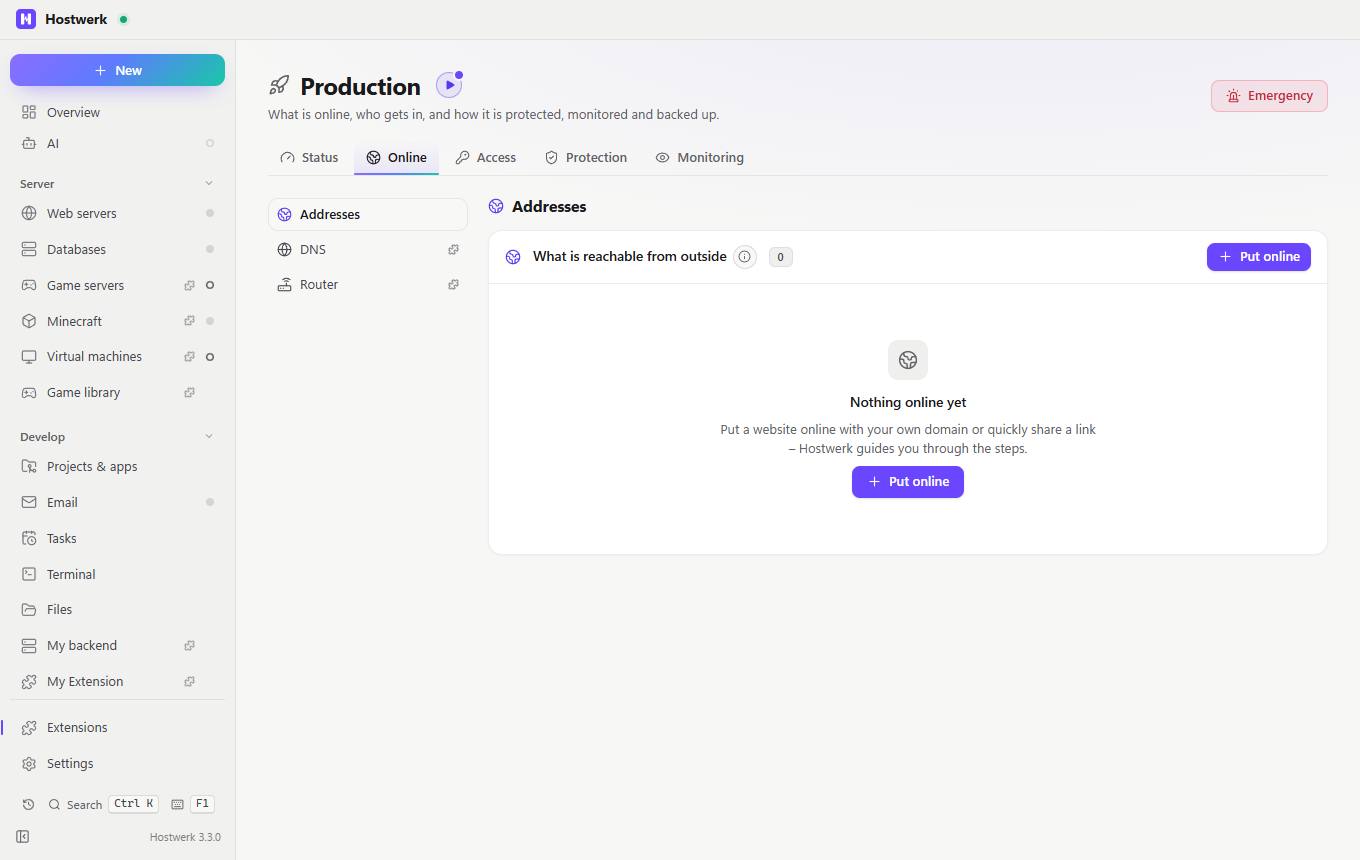 Hostwerk
New
Overview
AI
Server
Web servers
Databases
Game servers
Minecraft
Virtual machines
Game library
Develop
Projects & apps
Email
Tasks
Terminal
Files
My backend
My Extension
Extensions
Settings
Search Ctrl K F1
Hostwerk 3.3.0
Production
What is online, who gets in, and how it is protected, monitored and backed up.
Emergency
Status Online Access Protection Monitoring
Addresses
DNS
Router
Addresses
What is reachable from outside 0 Put online
Nothing online yet
Put a website online with your own domain or quickly share a link
– Hostwerk guides you through the steps.
Put online